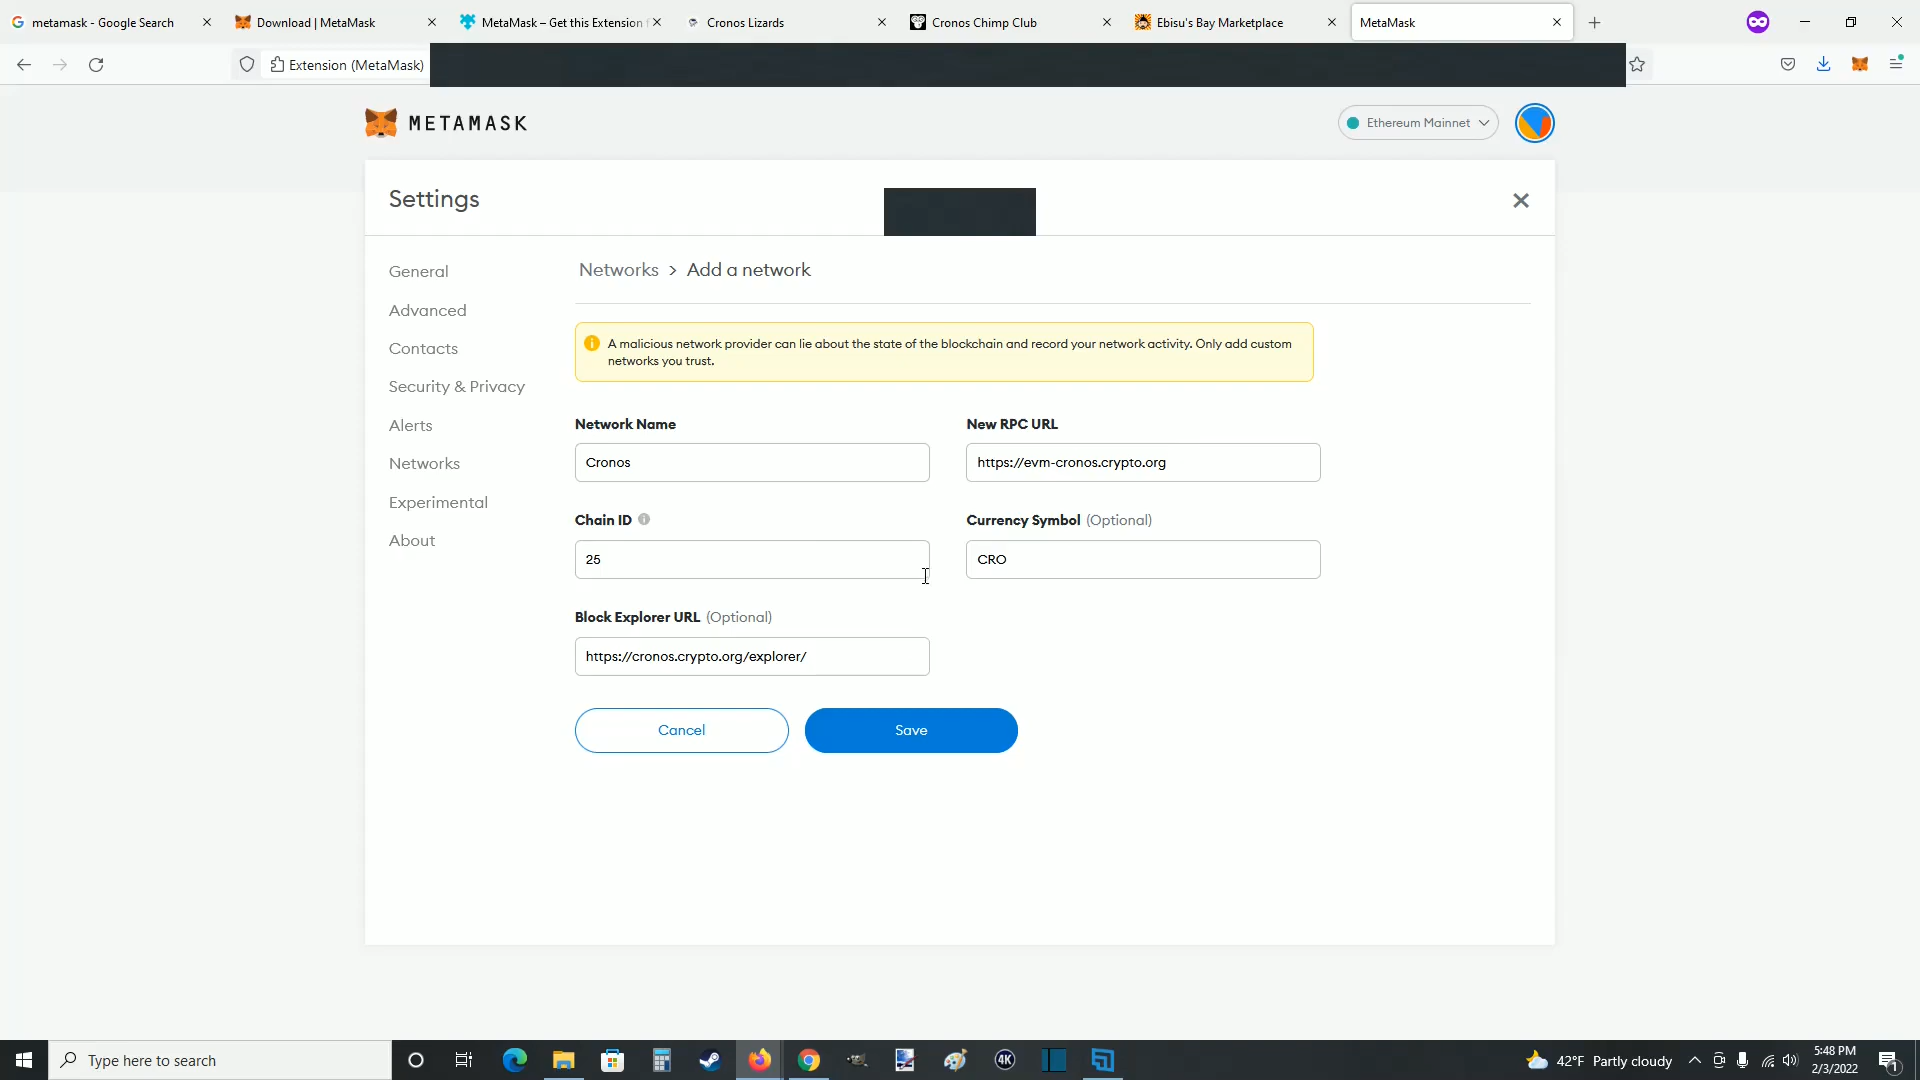 metamask - Google Search
Download | MetaMask
MetaMask – Get this Extension f
Cronos Lizards
Cronos Chimp Club
Ebisu's Bay Marketplace
MetaMask
Extension (MetaMask)
METAMASK
Ethereum Mainnet
Settings
General
Advanced
Contacts
Security & Privacy
Alerts
Networks
Experimental
About
Networks > Add a network
A malicious network provider can lie about the state of the blockchain and record your network activity. Only add custom
networks you trust.
Network Name
New RPC URL
Cronos
https://evm-cronos.crypto.org
Chain ID
Currency Symbol (Optional)
25
CRO
Block Explorer URL (Optional)
https://cronos.crypto.org/explorer/
Cancel
Save
Type here to search
4K
42°F Partly cloudy
5:48 PM
2/3/2022
1